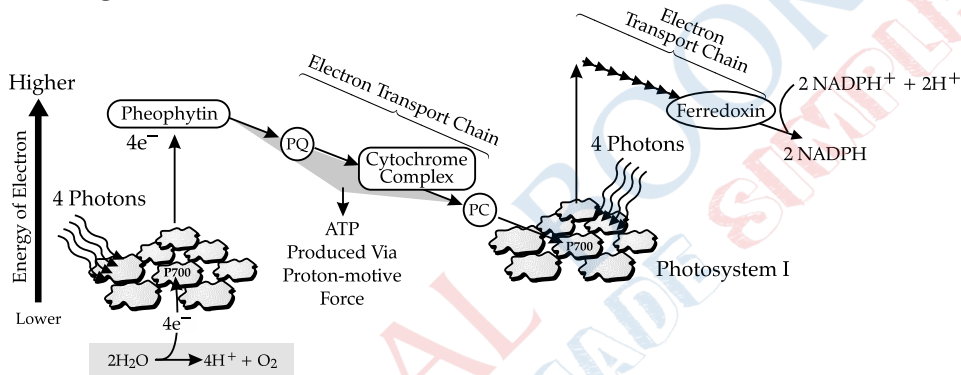 Higher
Energy of Electron
Lower
4 Photons
Pheophytin
4e⁻
P700
4e⁻
2H₂O → 4H⁺ + O₂
Electron Transport Chain
PQ
Cytochrome
Complex
PC
ATP
Produced Via
Proton-motive
Force
Electron
Transport Chain
Ferredoxin
2 NADPH⁺ + 2H⁺
2 NADPH
4 Photons
P700
Photosystem I